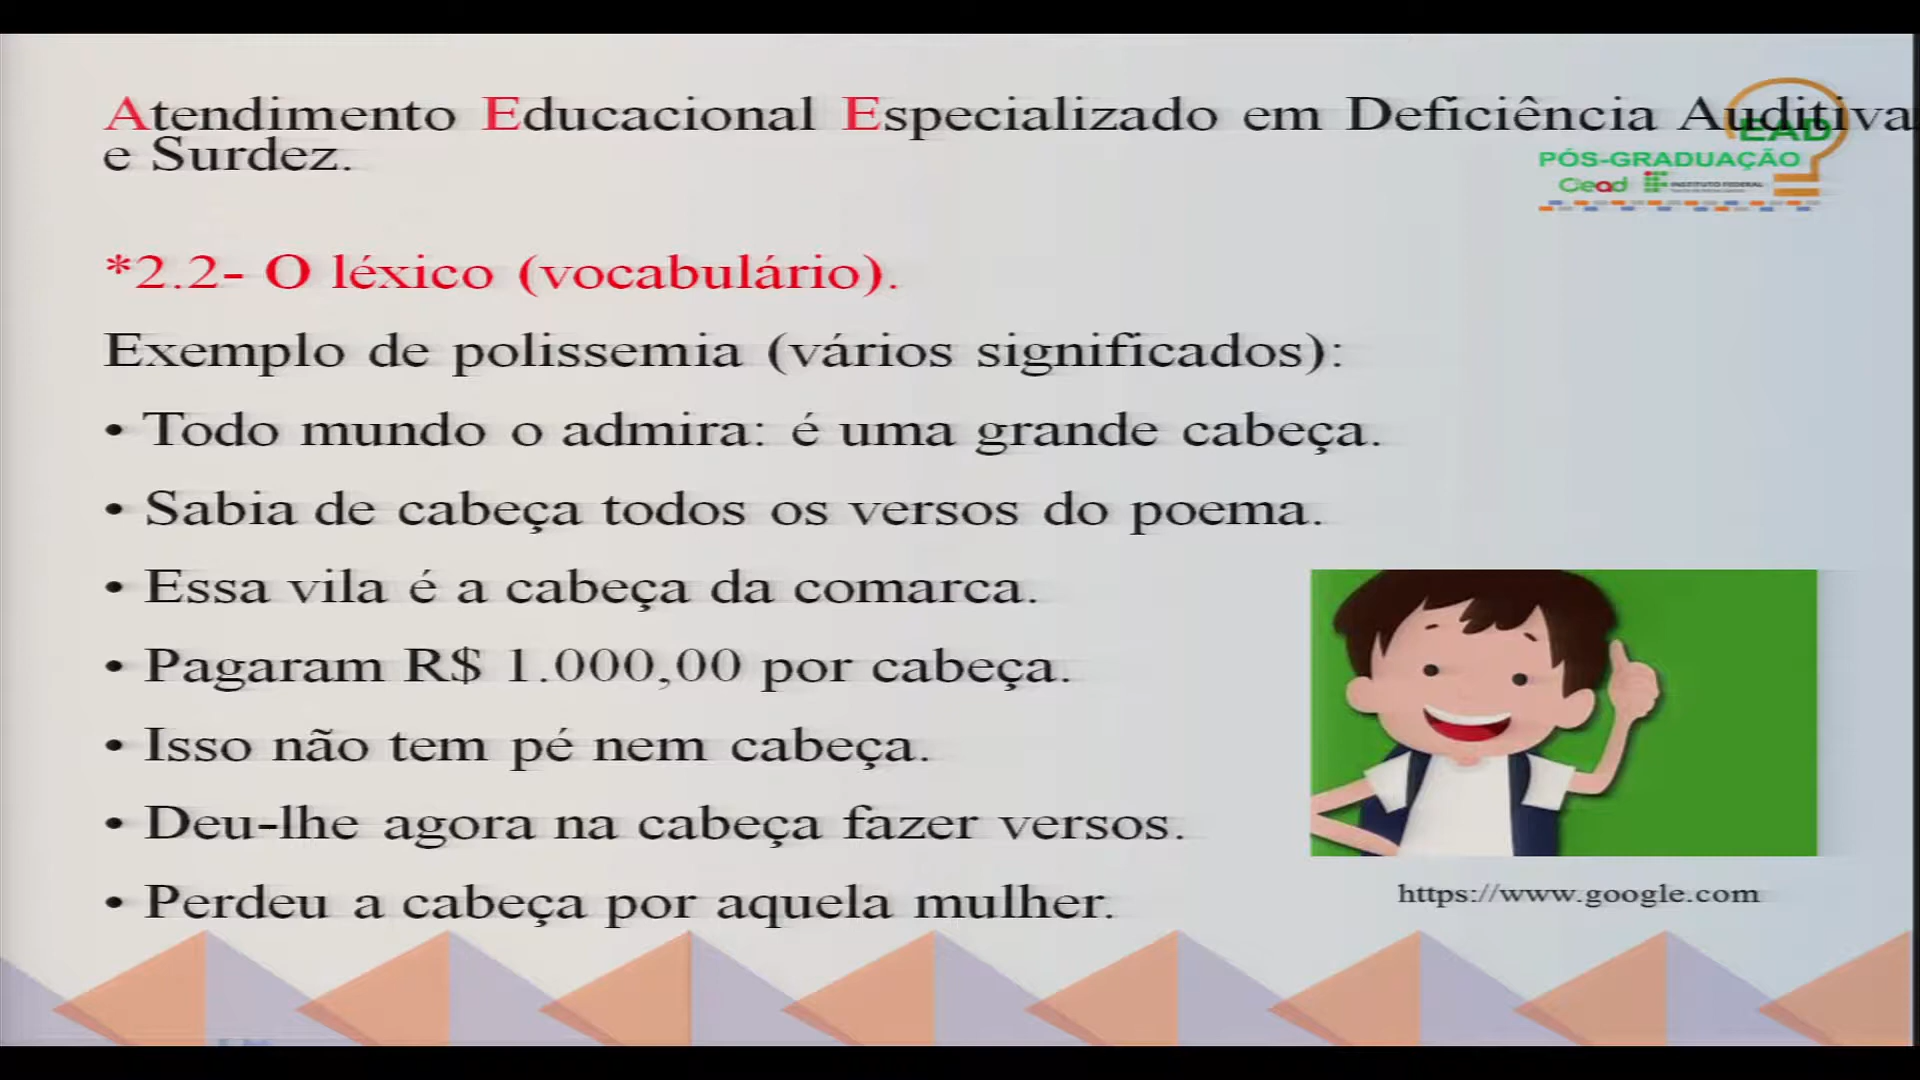 Atendimento Educacional Especializado em Deficiência Auditiva
e Surdez.
EAD
PÓS-GRADUAÇÃO
Cead INSTITUTO FEDERAL
*2.2- O léxico (vocabulário).
Exemplo de polissemia (vários significados):
• Todo mundo o admira: é uma grande cabeça.
• Sabia de cabeça todos os versos do poema.
• Essa vila é a cabeça da comarca.
• Pagaram R$ 1.000,00 por cabeça.
• Isso não tem pé nem cabeça.
• Deu-lhe agora na cabeça fazer versos.
• Perdeu a cabeça por aquela mulher.
https://www.google.com